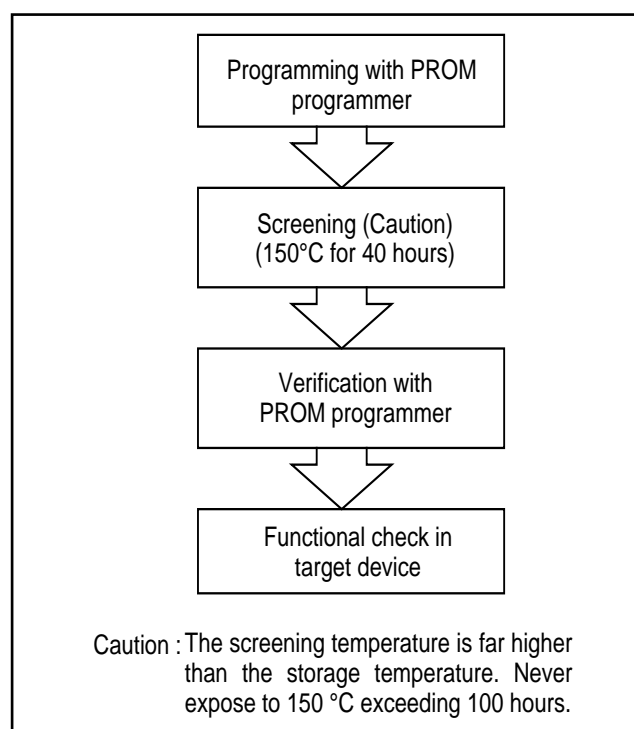 Programming with PROM
programmer
Screening (Caution)
(150°C for 40 hours)
Verification with
PROM programmer
Functional check in
target device
Caution : The screening temperature is far higher
than the storage temperature. Never
expose to 150 °C exceeding 100 hours.